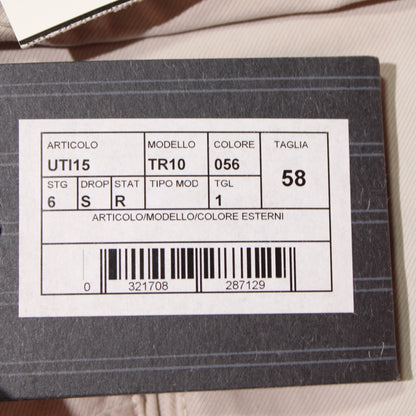 ARTICOLO MODELLO COLORE TAGLIA
UTI15 TR10 056 58
STG DROP STAT TIPO MOD TGL
6 S R 1
ARTICOLO/MODELLO/COLORE ESTERNI
0 321708 287129